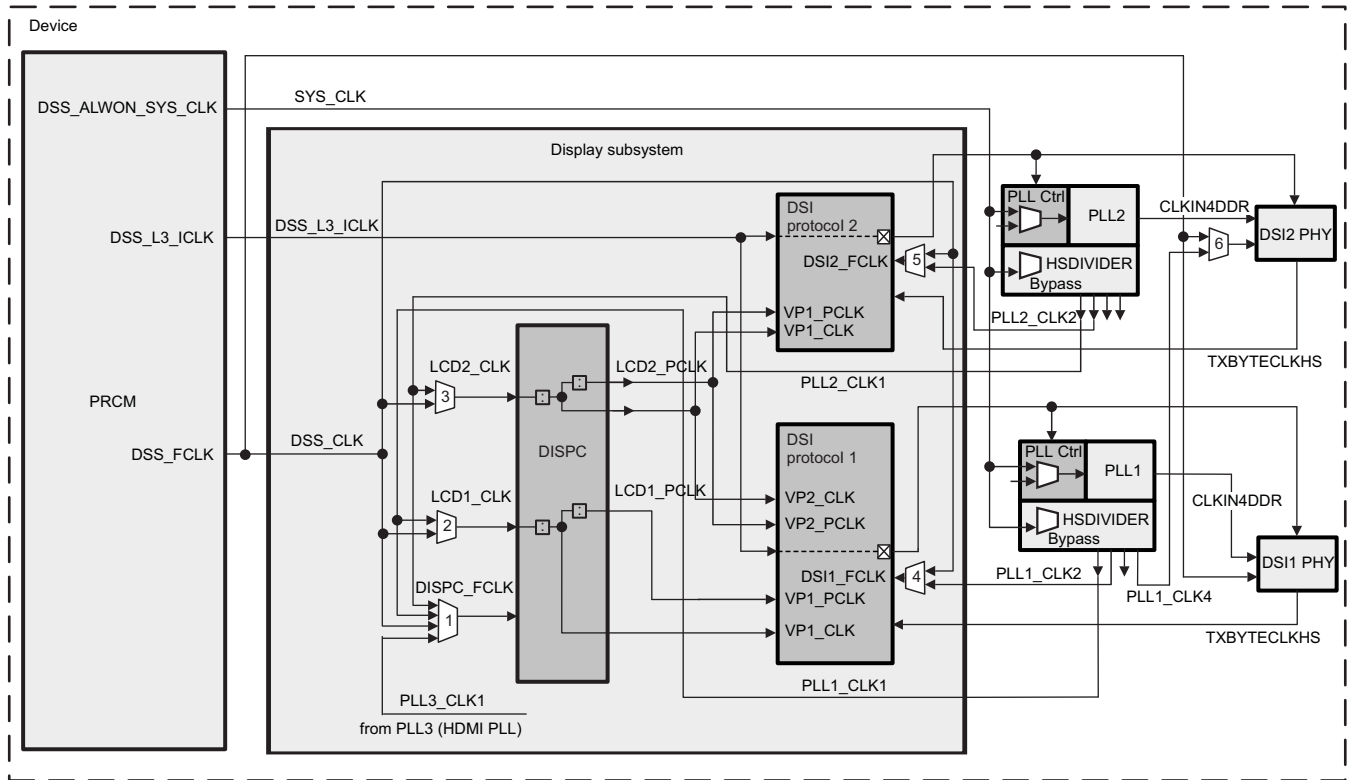 Device
DSS_ALWON_SYS_CLK
SYS_CLK
Display subsystem
DSI
protocol 2
PLL Ctrl
PLL2
CLKIN4DDR
DSI2 PHY
6
DSS_L3_ICLK
DSS_L3_ICLK
DSI2_FCLK
5
HSDIVIDER
Bypass
VP1_PCLK
VP1_CLK
PLL2_CLK2
TXBYTECLKHS
LCD2_CLK
LCD2_PCLK
PLL2_CLK1
3
:
:
PRCM
DSS_FCLK
DSS_CLK
DISPC
DSI
protocol 1
PLL Ctrl
PLL1
LCD1_CLK
LCD1_PCLK
VP2_CLK
CLKIN4DDR
2
:
:
VP2_PCLK
HSDIVIDER
Bypass
DSI1 PHY
DISPC_FCLK
DSI1_FCLK
4
PLL1_CLK2
PLL1_CLK4
1
VP1_PCLK
VP1_CLK
TXBYTECLKHS
PLL1_CLK1
PLL3_CLK1
from PLL3 (HDMI PLL)